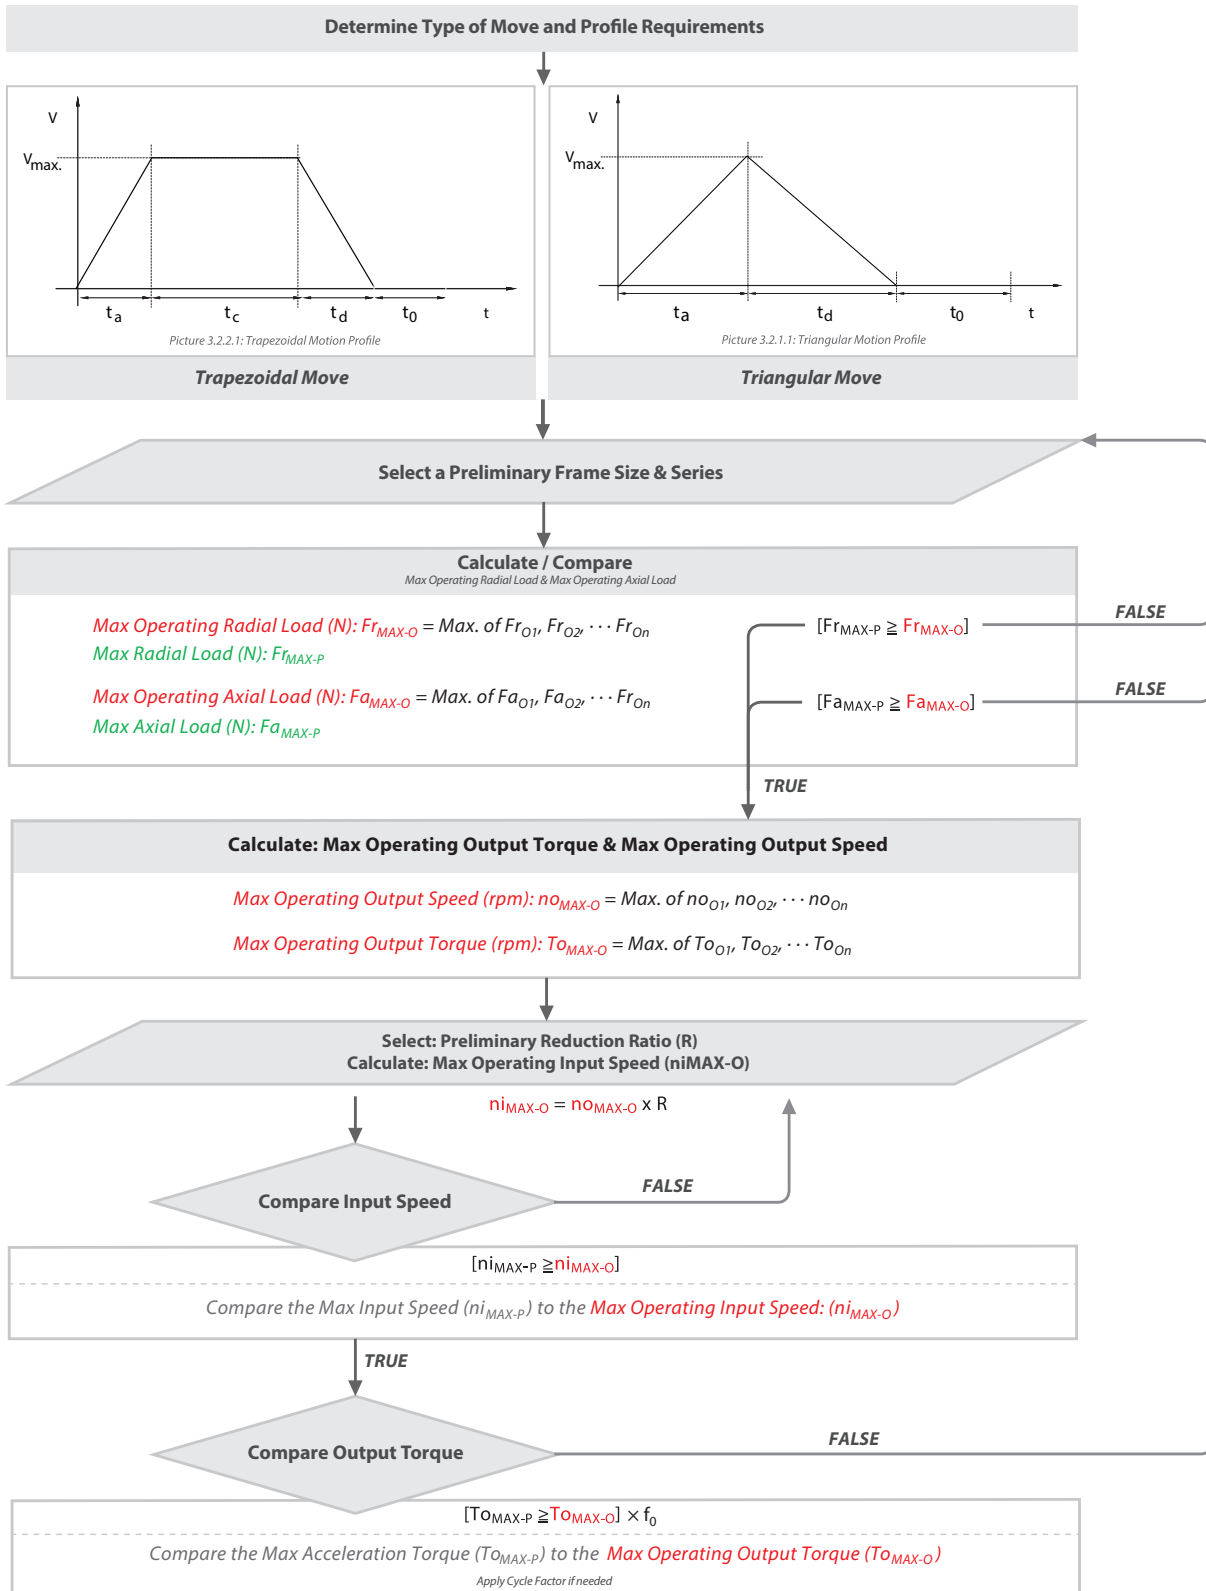 Determine Type of Move and Profile Requirements
V
Vmax.
ta
tc
td
t0
t
Picture 3.2.2.1: Trapezoidal Motion Profile
Trapezoidal Move
V
Vmax.
ta
td
t0
t
Picture 3.2.1.1: Triangular Motion Profile
Triangular Move
Select a Preliminary Frame Size & Series
Calculate / Compare
Max Operating Radial Load & Max Operating Axial Load
Max Operating Radial Load (N): FrMAX-O = Max. of FrO1, FrO2, ··· FrOn
Max Radial Load (N): FrMAX-P
[FrMAX-P ≧ FrMAX-O]
FALSE
Max Operating Axial Load (N): FaMAX-O = Max. of FaO1, FaO2, ··· FrOn
Max Axial Load (N): FaMAX-P
[FaMAX-P ≧ FaMAX-O]
FALSE
TRUE
Calculate: Max Operating Output Torque & Max Operating Output Speed
Max Operating Output Speed (rpm): noMAX-O = Max. of noO1, noO2, ··· noOn
Max Operating Output Torque (rpm): ToMAX-O = Max. of ToO1, ToO2, ··· ToOn
Select: Preliminary Reduction Ratio (R)
Calculate: Max Operating Input Speed (niMAX-O)
niMAX-O = noMAX-O x R
Compare Input Speed
FALSE
[niMAX-P ≧niMAX-O]
Compare the Max Input Speed (niMAX-P) to the Max Operating Input Speed: (niMAX-O)
TRUE
Compare Output Torque
FALSE
[ToMAX-P ≧ToMAX-O] × f0
Compare the Max Acceleration Torque (ToMAX-P) to the Max Operating Output Torque (ToMAX-O)
Apply Cycle Factor if needed